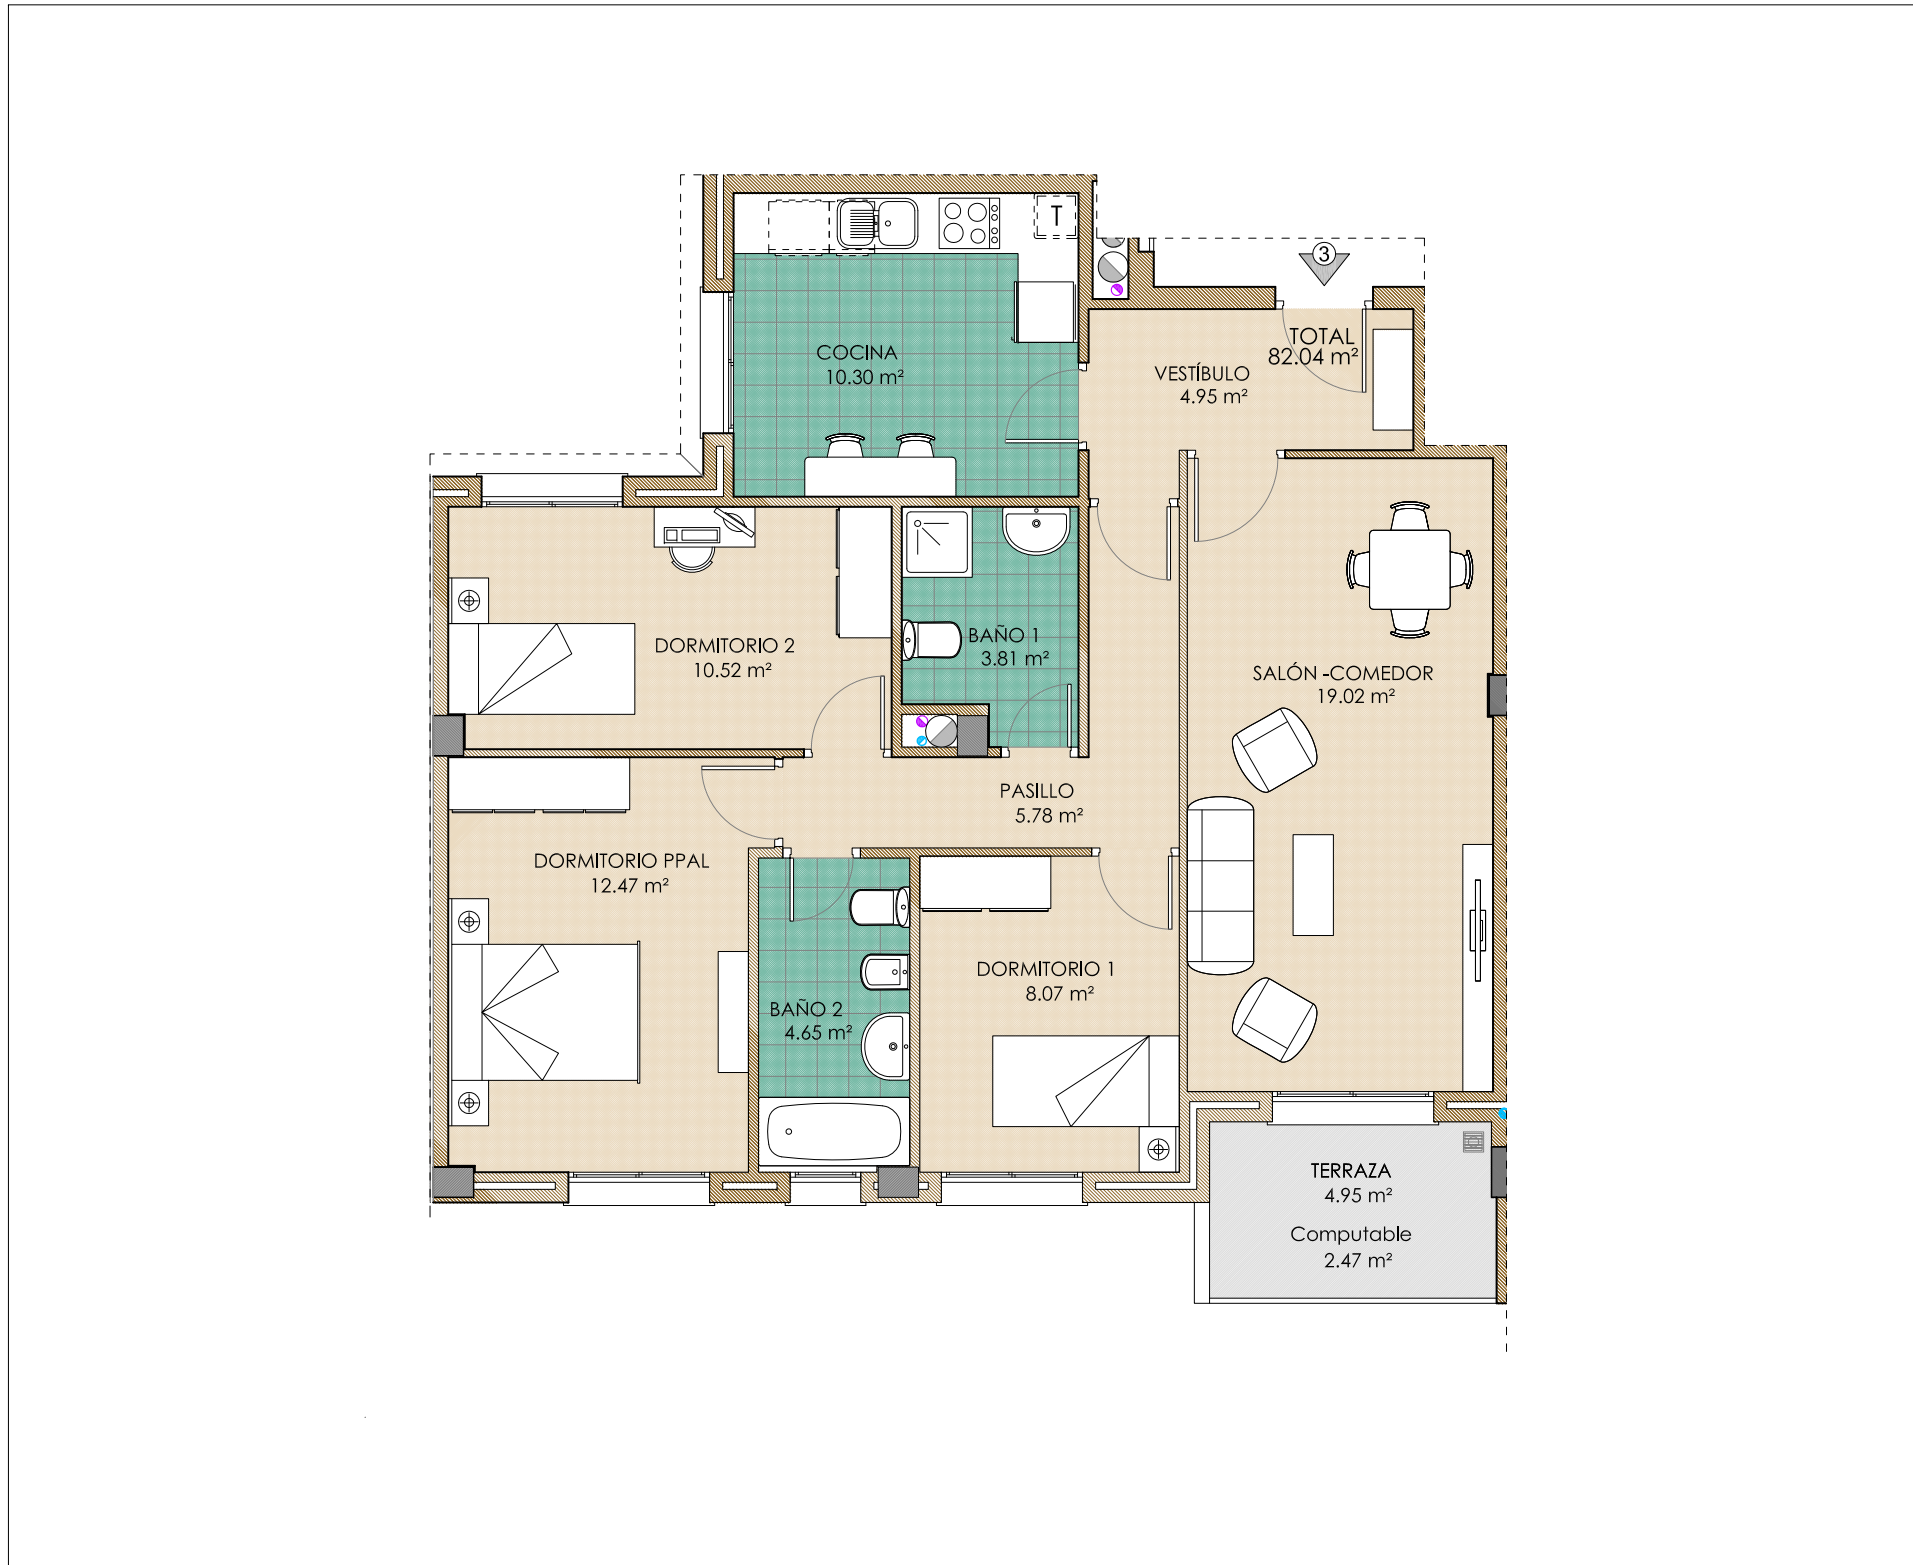 T
3
TOTAL
82.04 m²
COCINA
10.30 m²
VESTÍBULO
4.95 m²
DORMITORIO 2
10.52 m²
BAÑO 1
3.81 m²
SALÓN -COMEDOR
19.02 m²
PASILLO
5.78 m²
DORMITORIO PPAL
12.47 m²
DORMITORIO 1
8.07 m²
BAÑO 2
4.65 m²
TERRAZA
4.95 m²
Computable
2.47 m²